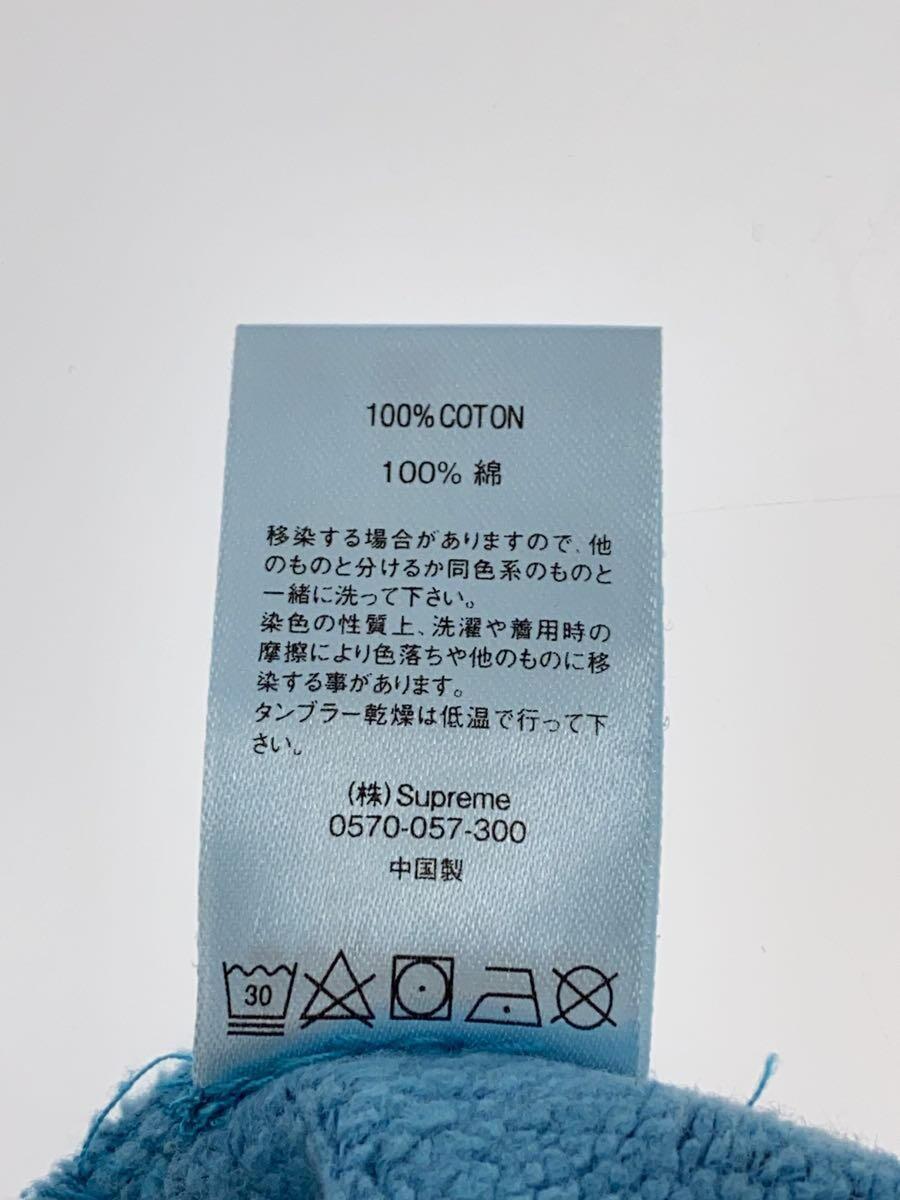 100% COTON
100% 綿
移染する場合がありますので、他
のものと分けるか同色系のものと
一緒に洗って下さい。
染色の性質上、洗濯や着用時の
摩擦により色落ちや他のものに移
染する事があります。
タンブラー乾燥は低温で行って下
さい。
(株)Supreme
0570-057-300
中国製
30